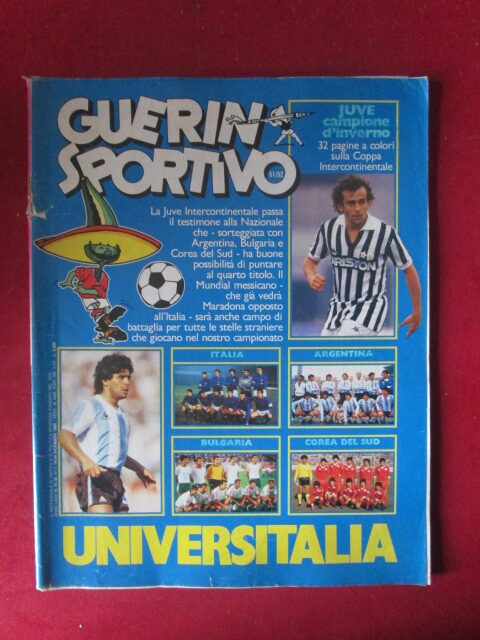 GUERIN
SPORTIVO
51/52
JUVE
campione
d'inverno
32 pagine a colori
sulla Coppa
Intercontinentale
La Juve Intercontinentale passa
il testimone alla Nazionale
che - sorteggiata con
Argentina, Bulgaria e
Corea del Sud - ha buone
possibilità di puntare
al quarto titolo. Il
Mundial messicano -
che già vedrà
Maradona opposto
all'Italia - sarà anche campo di
battaglia per tutte le stelle straniere
che giocano nel nostro campionato
ARISTON
ITALIA
ARGENTINA
BULGARIA
COREA DEL SUD
UNIVERSITALIA